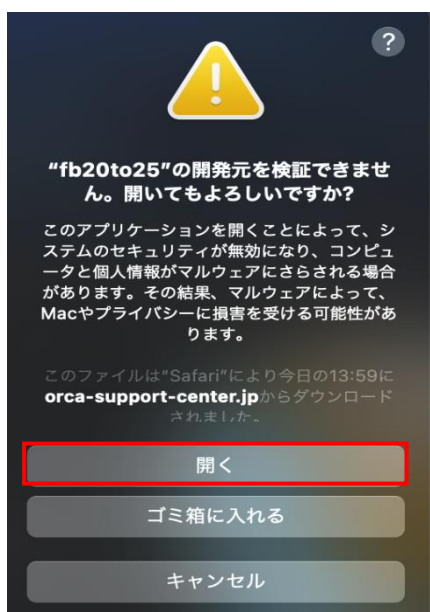 ?
“fb20to25”の開発元を検証できませ
ん。開いてもよろしいですか?
このアプリケーションを開くことによって、シ
ステムのセキュリティが無効になり、コンピュ
ータと個人情報がマルウェアにさらされる場合
があります。その結果、マルウェアによって、
Macやプライバシーに損害を受ける可能性があ
ります。
このファイルは“Safari”により今日の13:59に
orca-support-center.jpからダウンロード
されました。
開く
ゴミ箱に入れる
キャンセル